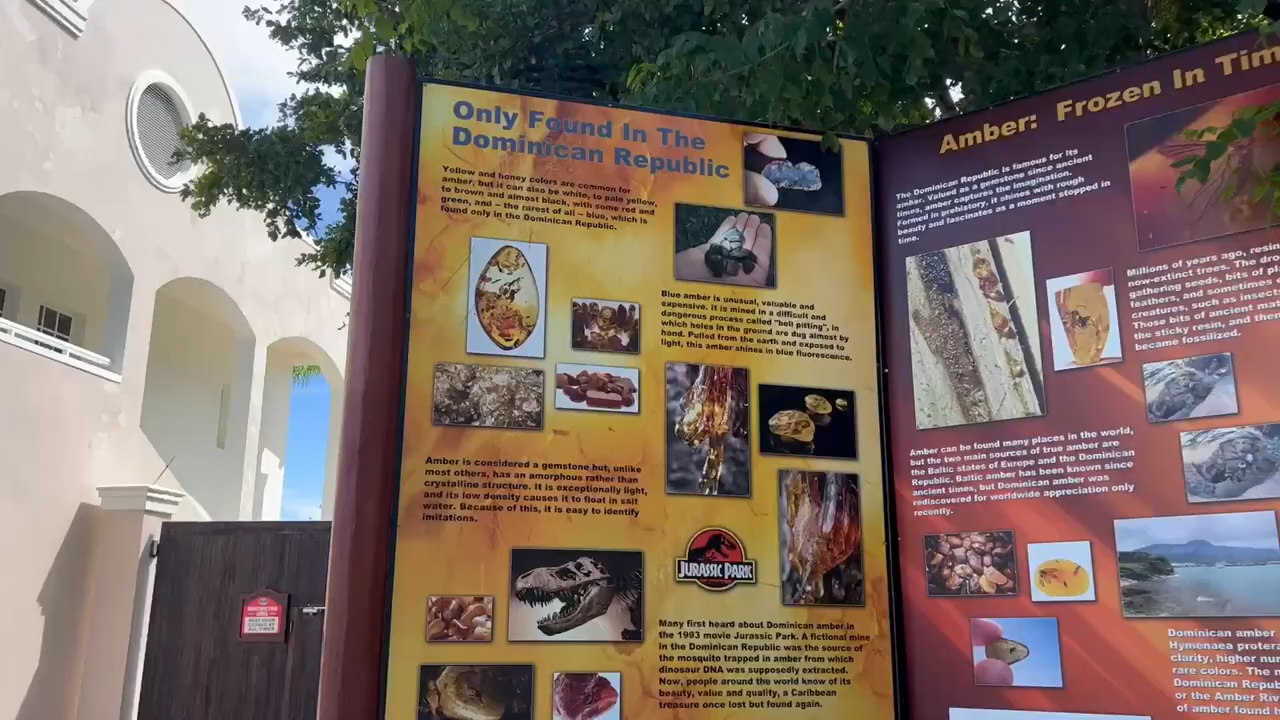 Only Found In The
Dominican Republic
Yellow and honey colors are common for
amber, but it can also be white, to pale yellow,
to brown and almost black, with some red and
green, and – the rarest of all – blue, which is
found only in the Dominican Republic.
Blue amber is unusual, valuable and
expensive. It is mined in a difficult and
dangerous process called "bell pitting", in
which holes in the ground are dug almost by
hand. Pulled from the earth and exposed to
light, this amber shines in blue fluorescence.
Amber is considered a gemstone but, unlike
most others, has an amorphous rather than
crystalline structure. It is exceptionally light,
and its low density causes it to float in salt
water. Because of this, it is easy to identify
imitations.
JURASSIC PARK
Many first heard about Dominican amber in
the 1993 movie Jurassic Park. A fictional mine
in the Dominican Republic was the source of
the mosquito trapped in amber from which
dinosaur DNA was supposedly extracted.
Now, people around the world know of its
beauty, value and quality, a Caribbean
treasure once lost but found again.
Amber: Frozen In Tim
The Dominican Republic is famous for its
amber. Valued as a gemstone since ancient
times, amber captures the imagination.
Formed in prehistory, it shines with rough
beauty and fascinates as a moment stopped in
time.
Millions of years ago, resin
now-extinct trees. The dro
gathering seeds, bits of pl
feathers, and sometimes
creatures, such as insect
Those bits of ancient ma
the sticky resin, and then
became fossilized.
Amber can be found many places in the world,
but the two main sources of true amber are
the Baltic states of Europe and the Dominican
Republic. Baltic amber has been known since
ancient times, but Dominican amber was
rediscovered for worldwide appreciation only
recently.
Dominican amber
Hymenaea protera
clarity, higher num
rare colors. The m
Dominican Repub
or the Amber Riv
of amber found h
KEEP DOOR
CLOSED AT
ALL TIMES